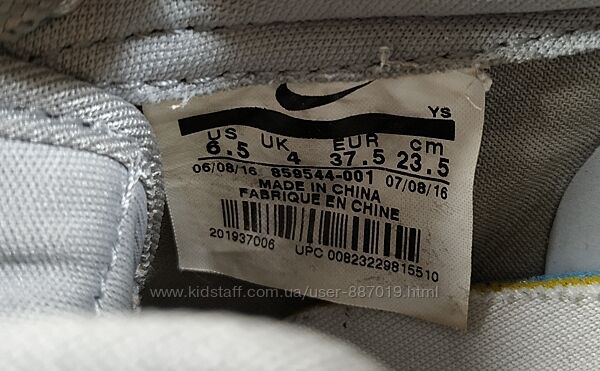 YS
US UK EUR cm
6.5 4 37.5 23.5
06/08/16 859544-001 07/08/16
MADE IN CHINA
FABRIQUE EN CHINE
201937006 UPC 00823229815510
www.kidstaff.com.ua/user-887019.html